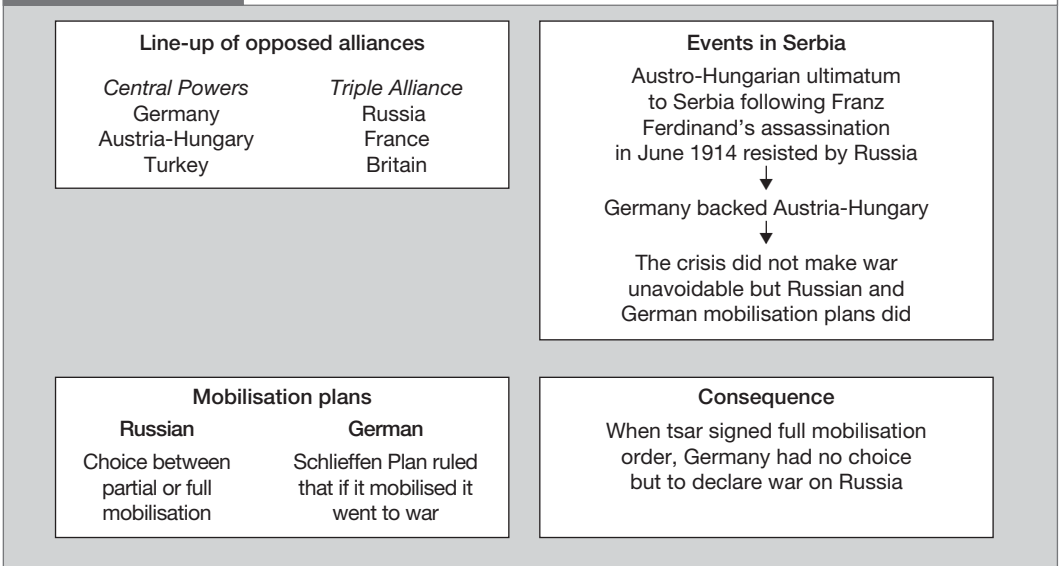 Line-up of opposed alliances
Central Powers
Germany
Austria-Hungary
Turkey
Triple Alliance
Russia
France
Britain
Events in Serbia
Austro-Hungarian ultimatum
to Serbia following Franz
Ferdinand’s assassination
in June 1914 resisted by Russia
Germany backed Austria-Hungary
The crisis did not make war
unavoidable but Russian and
German mobilisation plans did
Mobilisation plans
Russian
Choice between
partial or full
mobilisation
German
Schlieffen Plan ruled
that if it mobilised it
went to war
Consequence
When tsar signed full mobilisation
order, Germany had no choice
but to declare war on Russia